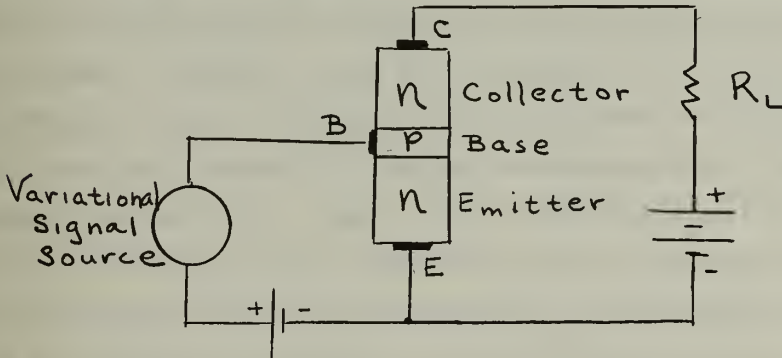 C
n Collector
R_L
B
P Base
Variational
Signal
Source
n Emitter
E
+ -
+
-